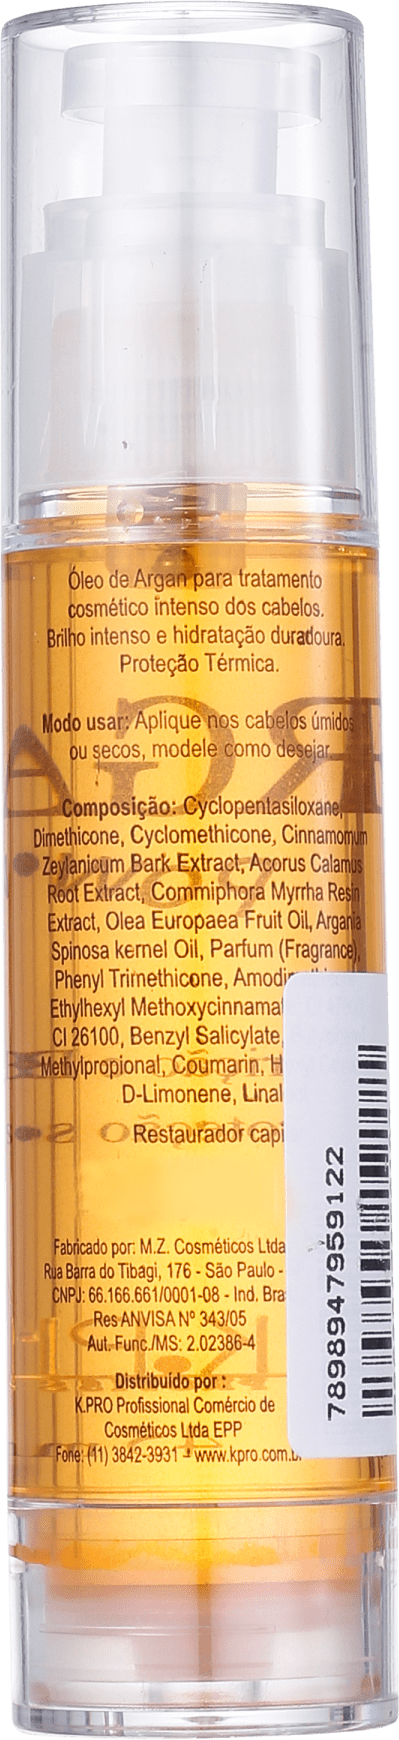 Óleo de Argan para tratamento
cosmético intenso dos cabelos.
Brilho intenso e hidratação duradoura.
Proteção Térmica.
Modo usar: Aplique nos cabelos úmidos
ou secos, modele como desejar.
Composição: Cyclopentasiloxane,
Dimethicone, Cyclomethicone, Cinnamomum
Zeylanicum Bark Extract, Acorus Calamus
Root Extract, Commiphora Myrrha Resin
Extract, Olea Europaea Fruit Oil, Argania
Spinosa kernel Oil, Parfum (Fragrance),
Phenyl Trimethicone,
Ethylhexyl
CI 26100, Benzyl Salicylate,
Methylpropional, Coumarin,
D-Limonene,
Restaurador
Fabricado por: M.Z. Cosméticos Ltda
Rua Barra do Tibagi, 176 - São Paulo -
CNPJ: 66.166.661/0001-08 - Ind.
Res ANVISA Nº 343/05
Aut. Func./MS: 2.02386-4
Distribuído por :
K.PRO Profissional Comércio de
Cosméticos Ltda EPP
Fone: (11) 3842-3931 - www.kpro.com.
7898947959122